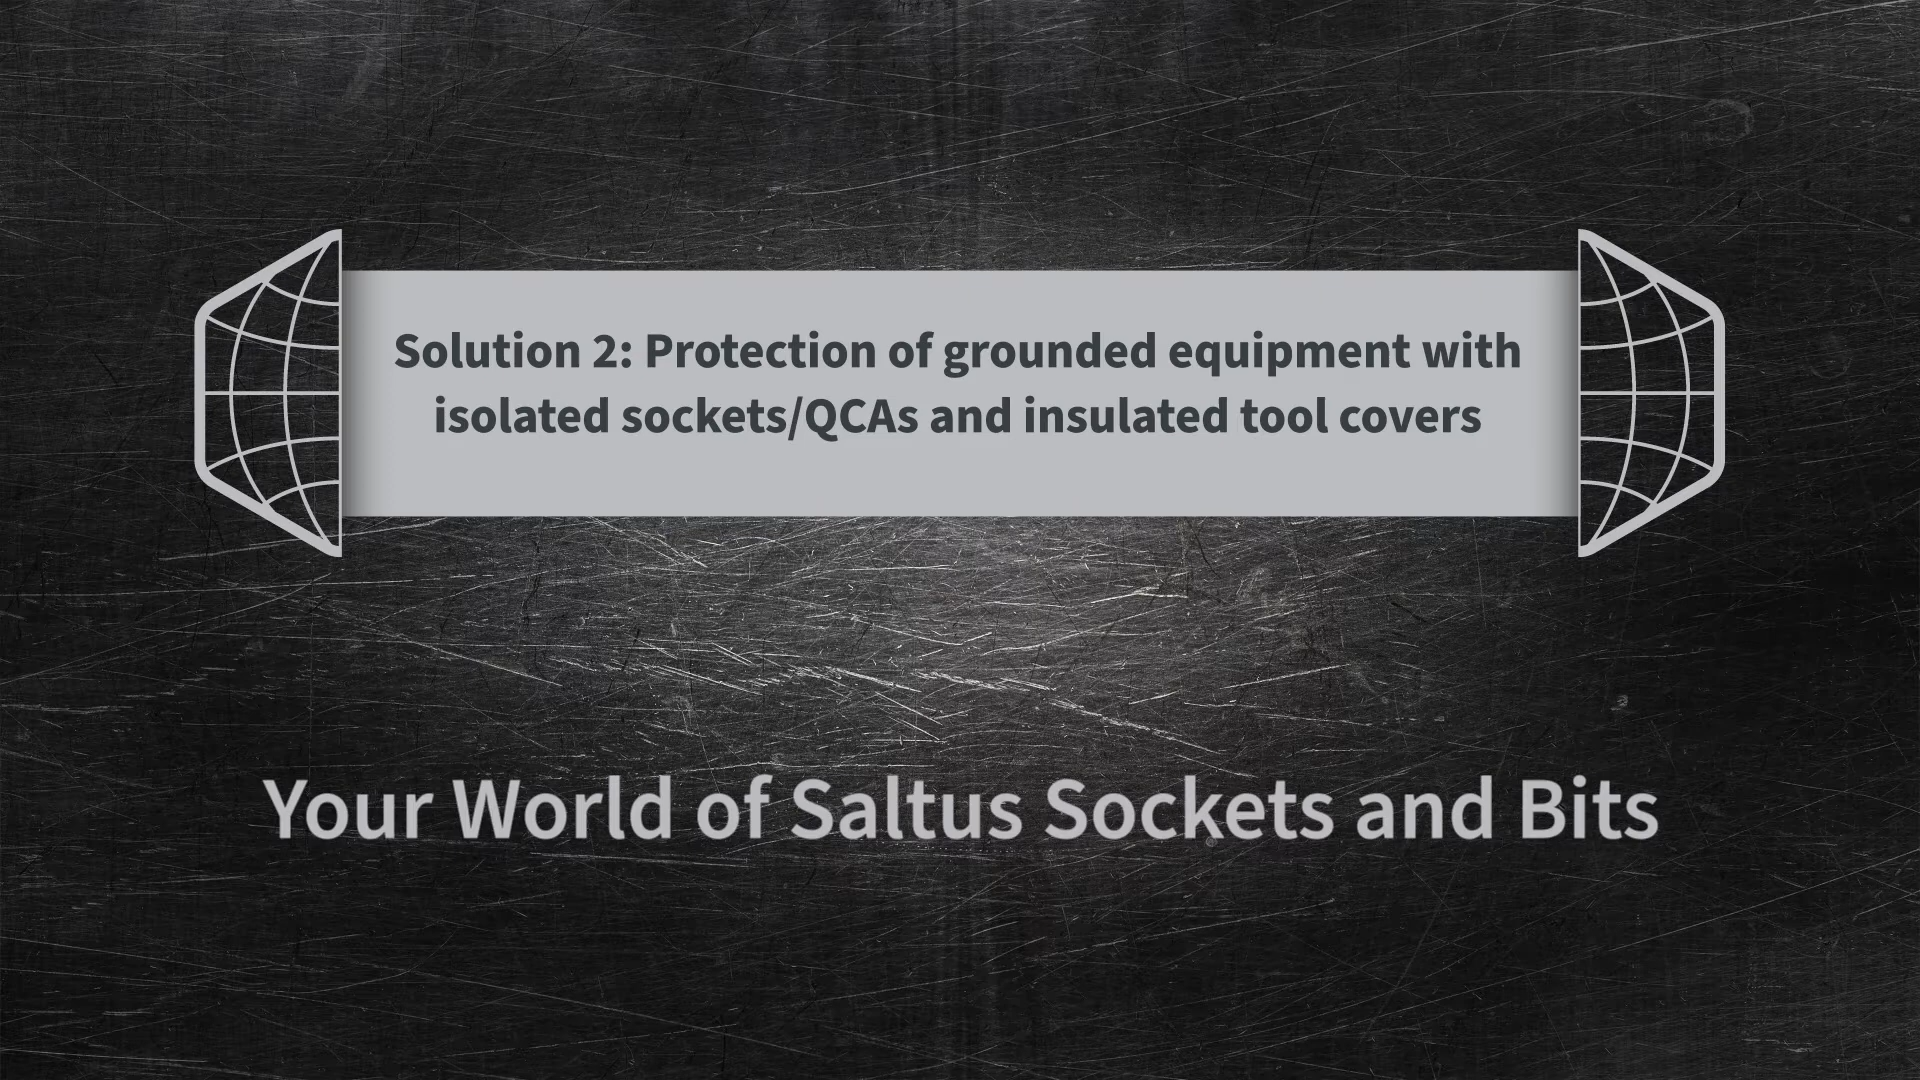 Solution 2: Protection of grounded equipment with
isolated sockets/QCAs and insulated tool covers
Your World of Saltus Sockets and Bits